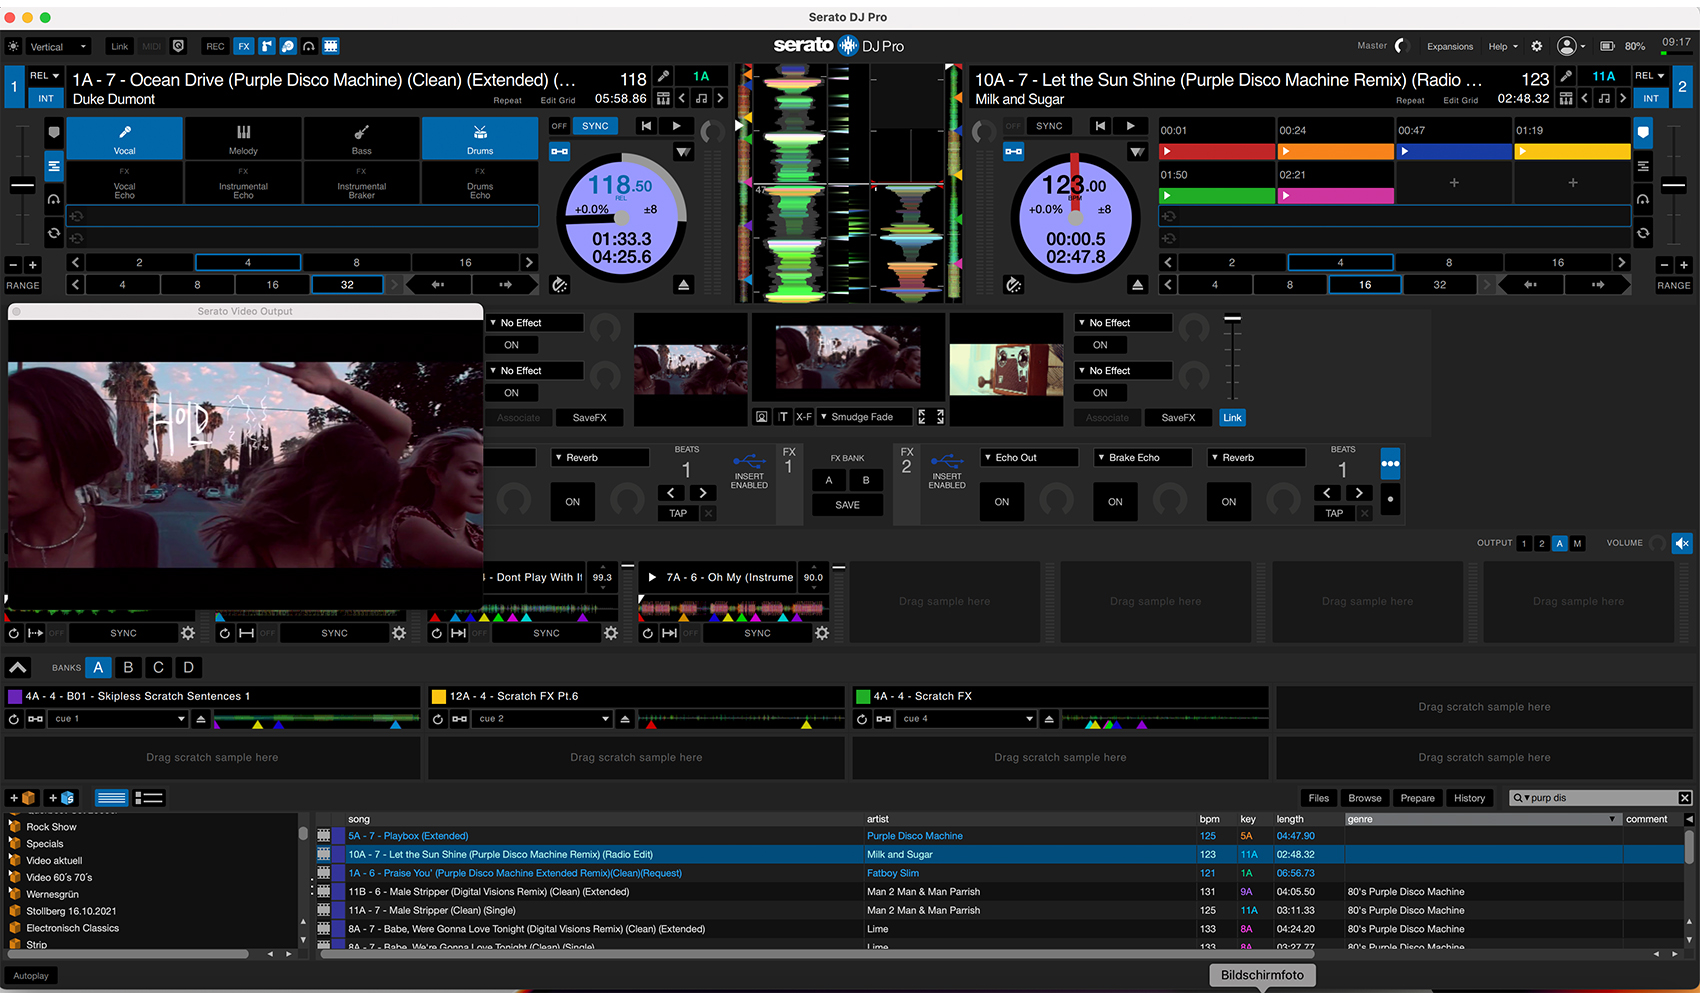 Serato DJ Pro
Vertical Link MIDI REC FX serato DJ Pro Master Expansions Help 80% 09:17
1 REL INT 1A - 7 - Ocean Drive (Purple Disco Machine) (Clean) (Extended) (... 118 1A
Duke Dumont Repeat Edit Grid 05:58.86
10A - 7 - Let the Sun Shine (Purple Disco Machine Remix) (Radio ... 123 11A REL INT 2
Milk and Sugar Repeat Edit Grid 02:48.32
Vocal Melody Bass Drums
FX FX FX FX
Vocal Echo Instrumental Echo Instrumental Braker Drums Echo
OFF SYNC
118.50
REL
+0.0% ±8
01:33.3
04:25.6
47
OFF SYNC
123.00
BPM
+0.0% ±8
00:00.5
02:47.8
00:01 00:24 00:47 01:19
01:50 02:21
2 4 8 16
RANGE 4 8 16 32
2 4 8 16
4 8 16 32 RANGE
Serato Video Output
HOLD
No Effect
ON
No Effect
ON
Associate SaveFX
T X-F Smudge Fade
No Effect
ON
No Effect
ON
Associate SaveFX Link
Reverb BEATS 1 INSERT ENABLED FX 1
ON TAP
FX BANK
A B
SAVE
FX 2 INSERT ENABLED Echo Out Brake Echo Reverb BEATS 1
ON ON ON TAP
OUTPUT 1 2 A M VOLUME
4 - Dont Play With It 99.3 7A - 6 - Oh My (Instrume 90.0
Drag sample here Drag sample here Drag sample here Drag sample here
OFF SYNC OFF SYNC OFF SYNC OFF SYNC
BANKS A B C D
4A - 4 - B01 - Skipless Scratch Sentences 1 12A - 4 - Scratch FX Pt.6 4A - 4 - Scratch FX Drag scratch sample here
cue 1 cue 2 cue 4
Drag scratch sample here Drag scratch sample here Drag scratch sample here Drag scratch sample here
Files Browse Prepare History purp dis
Rock Show
Specials
Video aktuell
Video 60´s 70´s
Wernesgrün
Stollberg 16.10.2021
Electronisch Classics
Strip
song artist bpm key length genre comment
5A - 7 - Playbox (Extended) Purple Disco Machine 125 5A 04:47.90
10A - 7 - Let the Sun Shine (Purple Disco Machine Remix) (Radio Edit) Milk and Sugar 123 11A 02:48.32
1A - 6 - Praise You' (Purple Disco Machine Extended Remix)(Clean)(Request) Fatboy Slim 121 1A 06:56.73
11B - 6 - Male Stripper (Digital Visions Remix) (Clean) (Extended) Man 2 Man & Man Parrish 131 9A 04:05.50 80's Purple Disco Machine
11A - 7 - Male Stripper (Clean) (Single) Man 2 Man & Man Parrish 125 11A 03:11.33 80's Purple Disco Machine
8A - 7 - Babe, We're Gonna Love Tonight (Digital Visions Remix) (Clean) (Extended) Lime 133 8A 04:24.20 80's Purple Disco Machine
8A - 7 - Babe, We're Gonna Love Tonight (Clean) (Single) Lime 133 8A 03:27.77 80's Purple Disco Machine
Autoplay
Bildschirmfoto